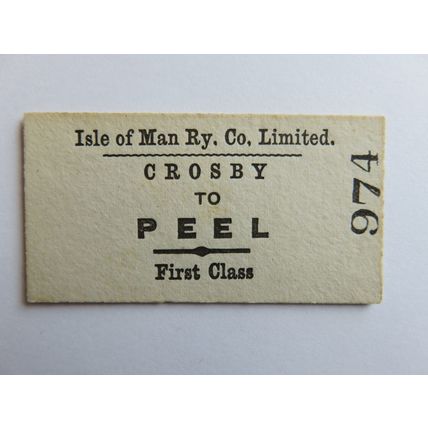 Isle of Man Ry. Co. Limited.
CROSBY
TO
PEEL
First Class
974